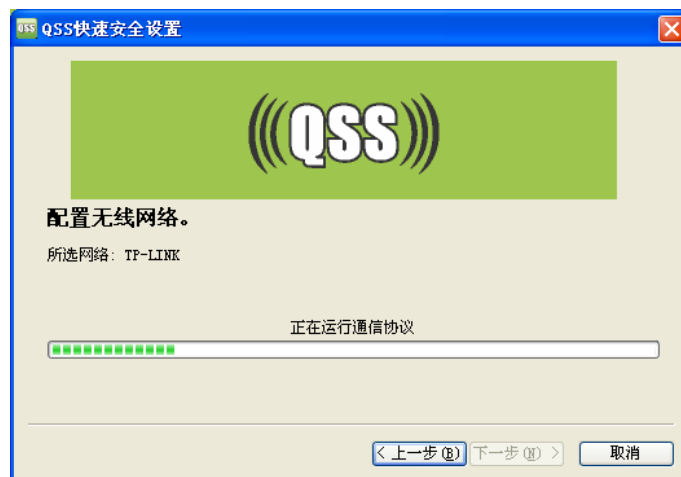 QSS QSS快速安全设置
(((QSS)))
配置无线网络。
所选网络: TP-LINK
正在运行通信协议
< 上一步(B) 下一步(N) > 取消